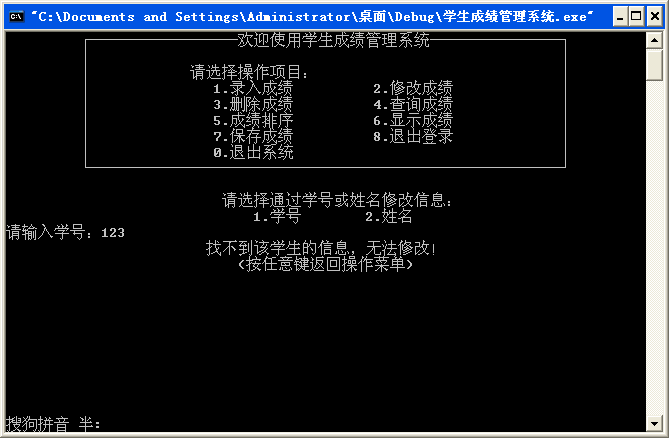 "C:\Documents and Settings\Administrator\桌面\Debug\学生成绩管理系统.exe"
欢迎使用学生成绩管理系统
请选择操作项目:
1.录入成绩 2.修改成绩
3.删除成绩 4.查询成绩
5.成绩排序 6.显示成绩
7.保存成绩 8.退出登录
0.退出系统
请选择通过学号或姓名修改信息:
1.学号 2.姓名
请输入学号：123
找不到该学生的信息，无法修改！
(按任意键返回操作菜单)
搜狗拼音 半: